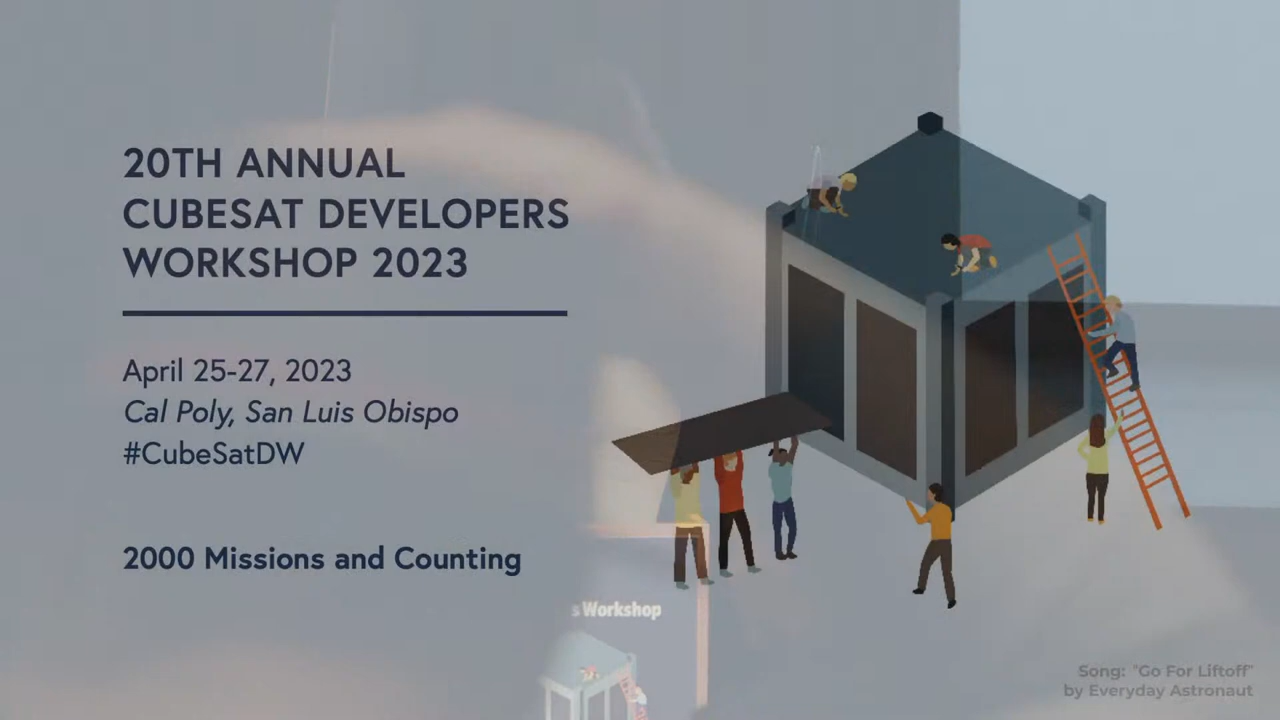 20TH ANNUAL
CUBESAT DEVELOPERS
WORKSHOP 2023
April 25-27, 2023
Cal Poly, San Luis Obispo
#CubeSatDW
2000 Missions and Counting
s Workshop
Song: "Go For Liftoff"
by Everyday Astronaut